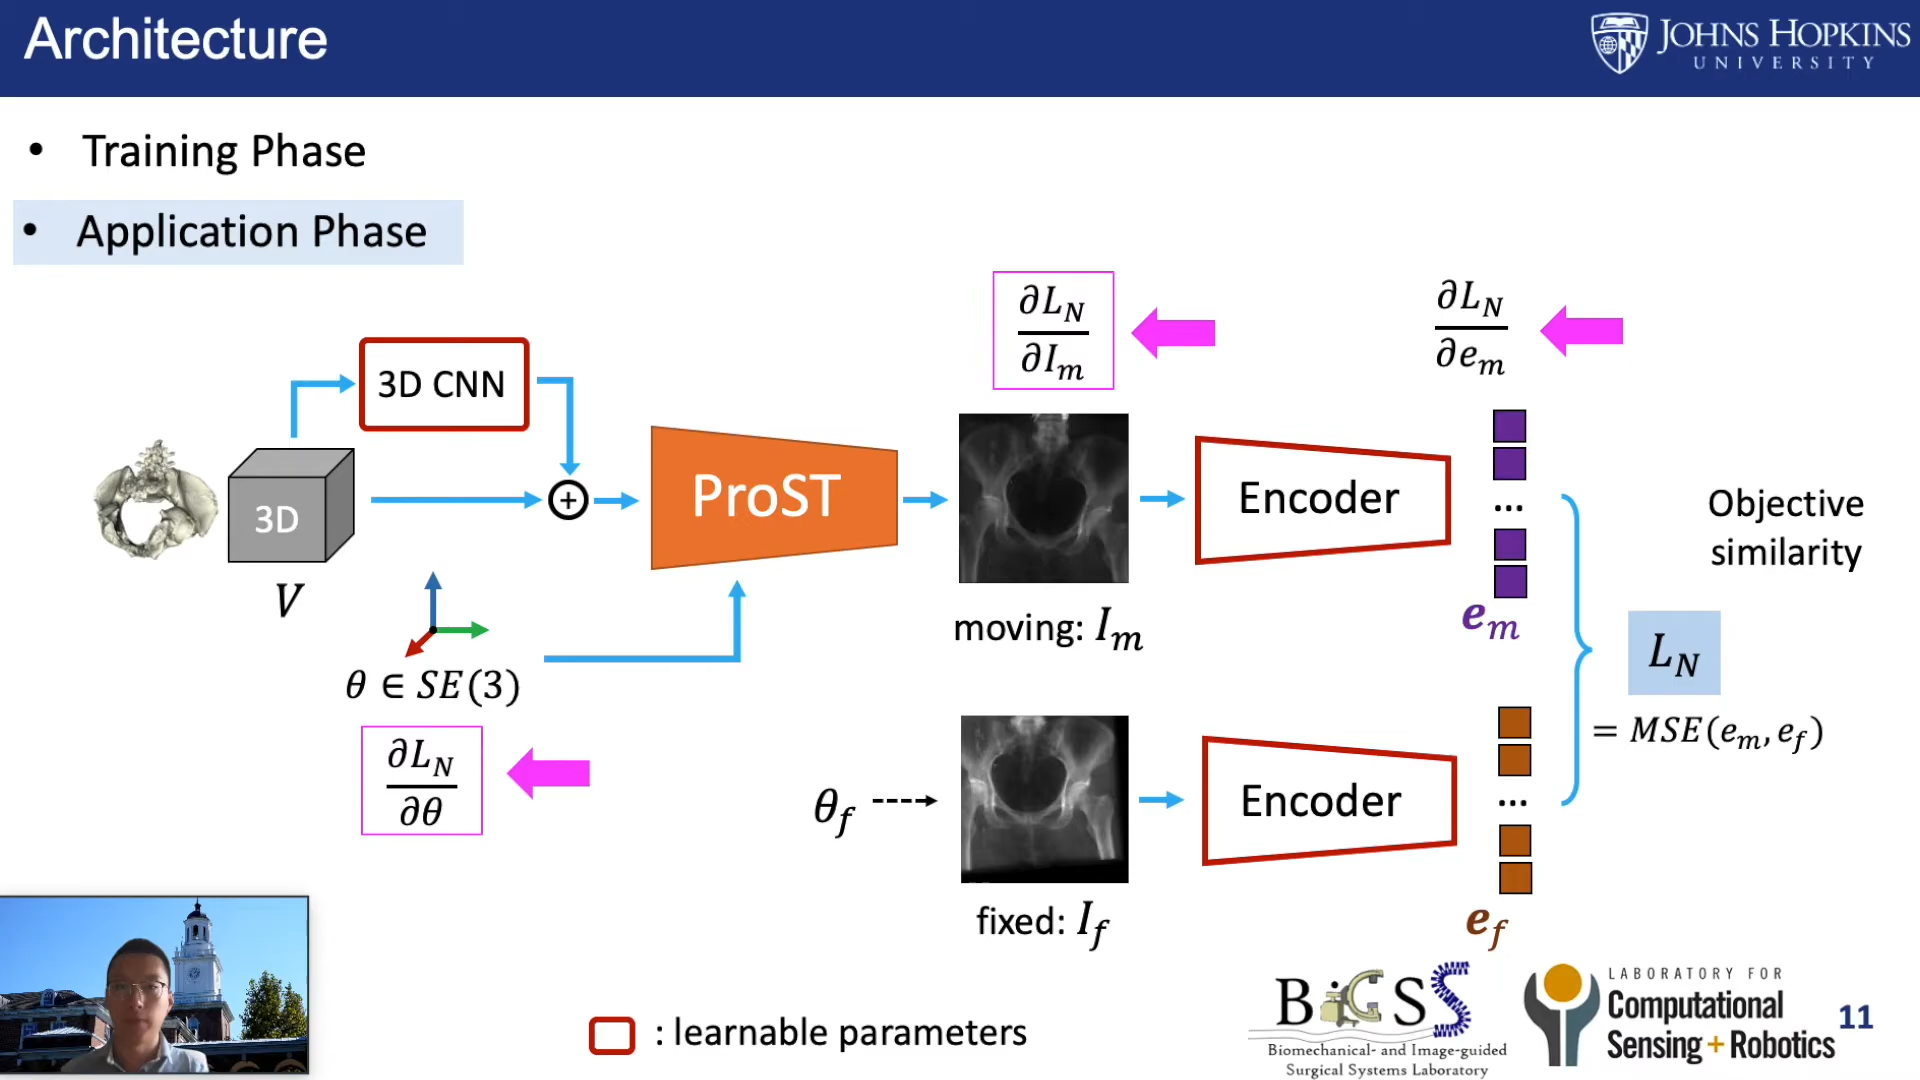 Architecture
JOHNS HOPKINS
UNIVERSITY
• Training Phase
• Application Phase
∂L_N
∂I_m
∂L_N
∂e_m
3D CNN
3D
V
+
ProST
Encoder
...
e_m
Objective
similarity
moving: I_m
L_N
= MSE(e_m, e_f)
θ ∈ SE(3)
∂L_N
∂θ
θ_f
Encoder
...
fixed: I_f
e_f
: learnable parameters
BiGSS
Biomechanical- and Image-guided
Surgical Systems Laboratory
LABORATORY FOR
Computational
Sensing + Robotics
11